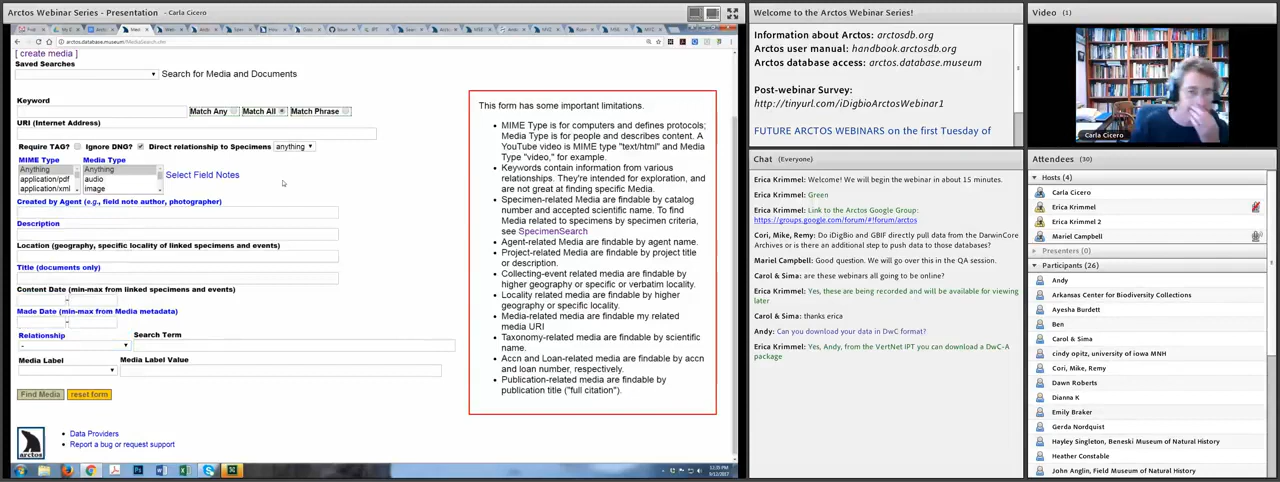 Arctos Webinar Series - Presentation - Carla Cicero
arctos.database.museum/MediaSearch.cfm
[ create media ]
Saved Searches
Search for Media and Documents
Keyword
Match Any Match All Match Phrase
URI (Internet Address)
Require TAG? Ignore DNG? Direct relationship to Specimens anything
MIME Type Media Type
Anything Anything
application/pdf audio
application/xml image
Select Field Notes
Created by Agent (e.g., field note author, photographer)
Description
Location (geography, specific locality of linked specimens and events)
Title (documents only)
Content Date (min-max from linked specimens and events)
Made Date (min-max from Media metadata)
Relationship Search Term
Media Label Media Label Value
Find Media reset form
arctos
Data Providers
Report a bug or request support
This form has some important limitations.
• MIME Type is for computers and defines protocols;
Media Type is for people and describes content. A
YouTube video is MIME type "text/html" and Media
Type "video," for example.
• Keywords contain information from various
relationships. They're intended for exploration, and
are not great at finding specific Media.
• Specimen-related Media are findable by catalog
number and accepted scientific name. To find
Media related to specimens by specimen criteria,
see SpecimenSearch
• Agent-related Media are findable by agent name.
• Project-related Media are findable by project title
or description.
• Collecting-event related media are findable by
higher geography or specific or verbatim locality.
• Locality related media are findable by higher
geography or specific locality.
• Media-related media are findable my related
media URI
• Taxonomy-related media are findable by scientific
name.
• Accn and Loan-related media are findable by accn
and loan number, respectively.
• Publication-related media are findable by
publication title ("full citation").
12:35 PM
9/12/2017
Welcome to the Arctos Webinar Series!
Information about Arctos: arctosdb.org
Arctos user manual: handbook.arctosdb.org
Arctos database access: arctos.database.museum
Post-webinar Survey:
http://tinyurl.com/iDigbioArctosWebinar1
FUTURE ARCTOS WEBINARS on the first Tuesday of
Chat (Everyone)
Erica Krimmel: Welcome! We will begin the webinar in about 15 minutes.
Erica Krimmel: Green
Erica Krimmel: Link to the Arctos Google Group:
https://groups.google.com/forum/#!forum/arctos
Cori, Mike, Remy: Do iDigBio and GBIF directly pull data from the DarwinCore
Archives or is there an additional step to push data to those databases?
Mariel Campbell: Good question. We will go over this in the QA session.
Carol & Sima: are these webinars all going to be online?
Erica Krimmel: Yes, these are being recorded and will be available for viewing
later
Carol & Sima: thanks erica
Andy: Can you download your data in DwC format?
Erica Krimmel: Yes, Andy, from the VertNet IPT you can download a DwC-A
package
Video
Carla Cicero
Attendees (30)
Hosts (4)
Carla Cicero
Erica Krimmel
Erica Krimmel 2
Mariel Campbell
Presenters (0)
Participants (26)
Andy
Arkansas Center for Biodiversity Collections
Ayesha Burdett
Ben
Carol & Sima
cindy opitz, university of iowa MNH
Cori, Mike, Remy
Dawn Roberts
Dianna K
Emily Braker
Gerda Nordquist
Hayley Singleton, Beneski Museum of Natural History
Heather Constable
John Anglin, Field Museum of Natural History